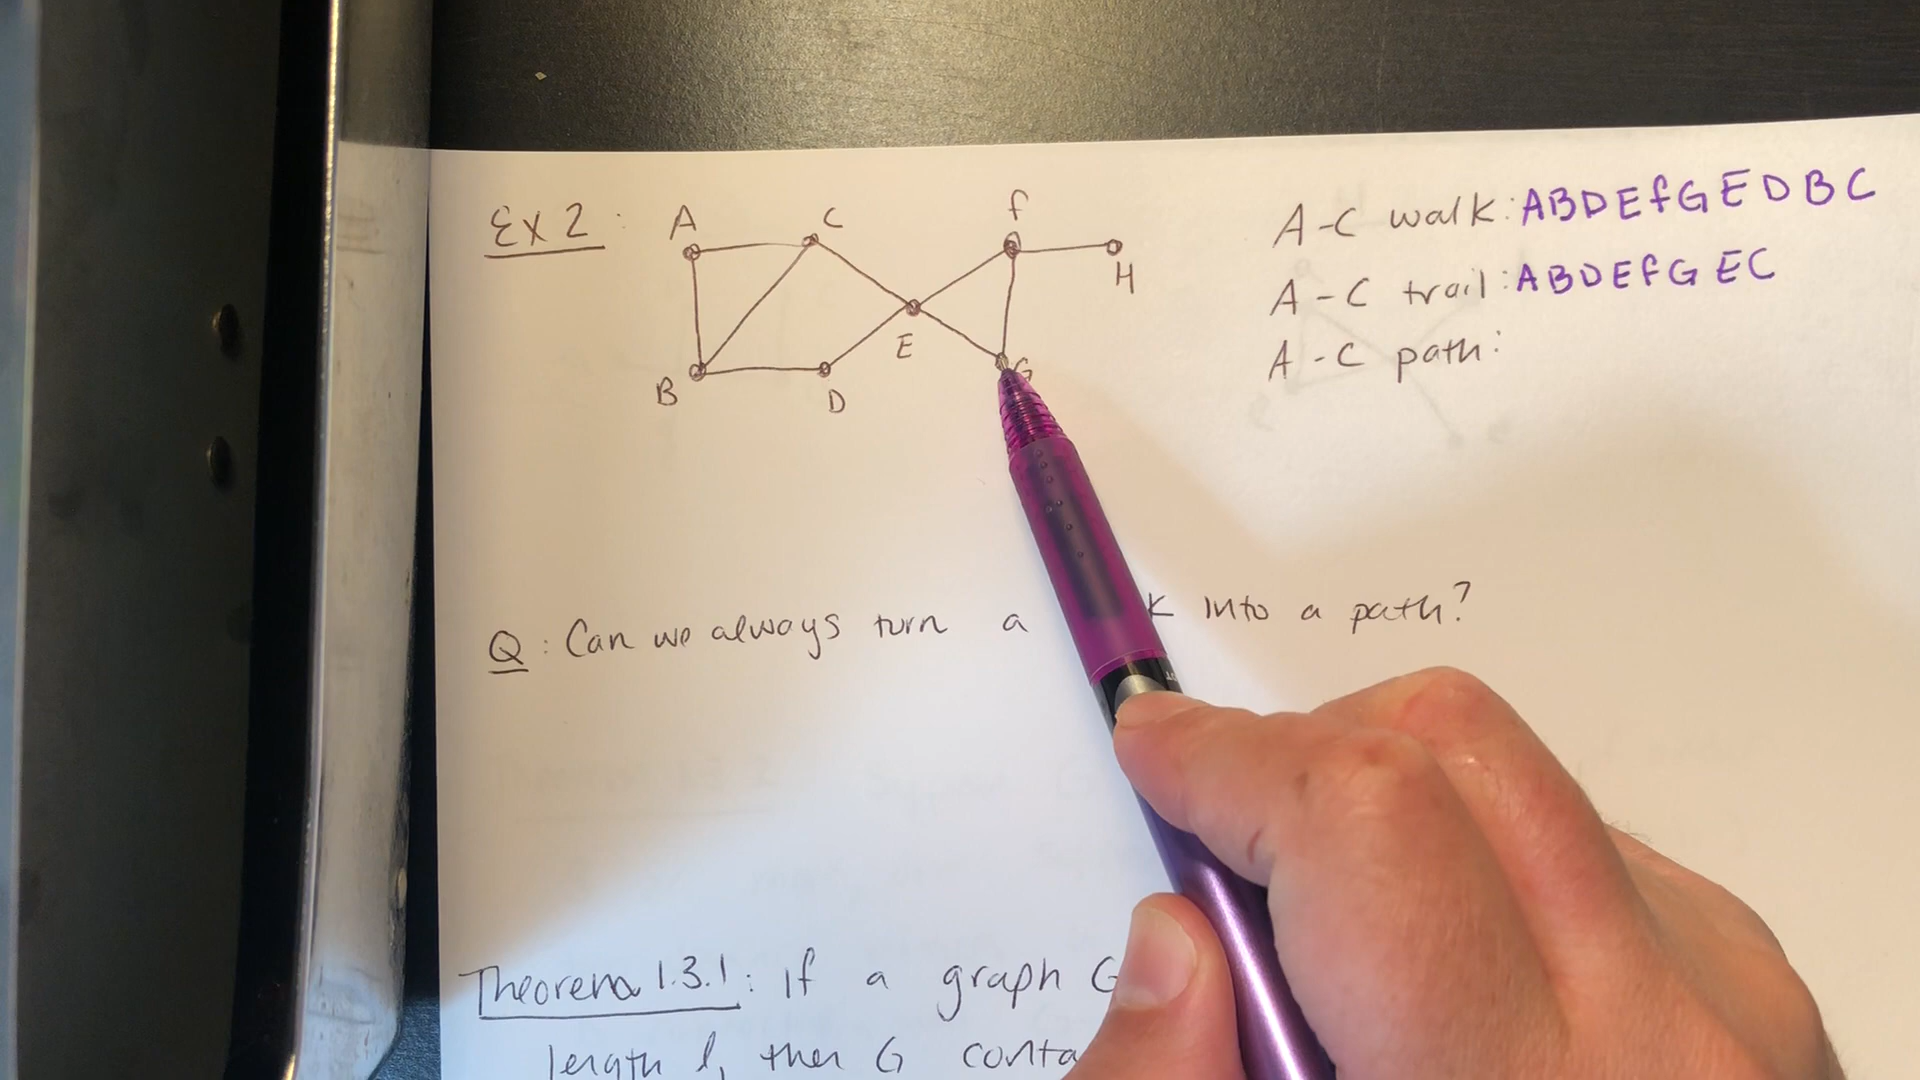 Ex 2:
A C f
H
E
G
B D
A-C walk: ABDEfGEDBC
A-C trail: ABDEfGEC
A-C path:
Q: Can we always turn a into a path?
Theorem 1.3.1: If a graph G
length l, then G